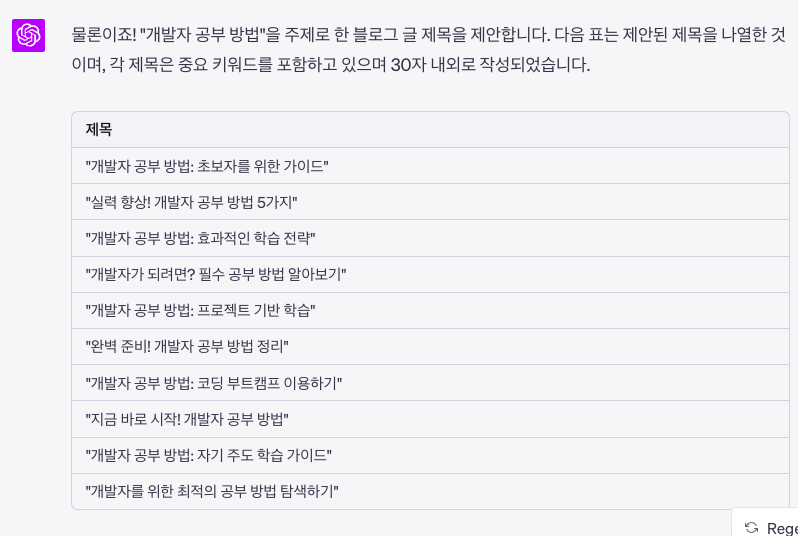 물론이죠! "개발자 공부 방법"을 주제로 한 블로그 글 제목을 제안합니다. 다음 표는 제안된 제목을 나열한 것
이며, 각 제목은 중요 키워드를 포함하고 있으며 30자 내외로 작성되었습니다.
제목
"개발자 공부 방법: 초보자를 위한 가이드"
"실력 향상! 개발자 공부 방법 5가지"
"개발자 공부 방법: 효과적인 학습 전략"
"개발자가 되려면? 필수 공부 방법 알아보기"
"개발자 공부 방법: 프로젝트 기반 학습"
"완벽 준비! 개발자 공부 방법 정리"
"개발자 공부 방법: 코딩 부트캠프 이용하기"
"지금 바로 시작! 개발자 공부 방법"
"개발자 공부 방법: 자기 주도 학습 가이드"
"개발자를 위한 최적의 공부 방법 탐색하기"
Rege